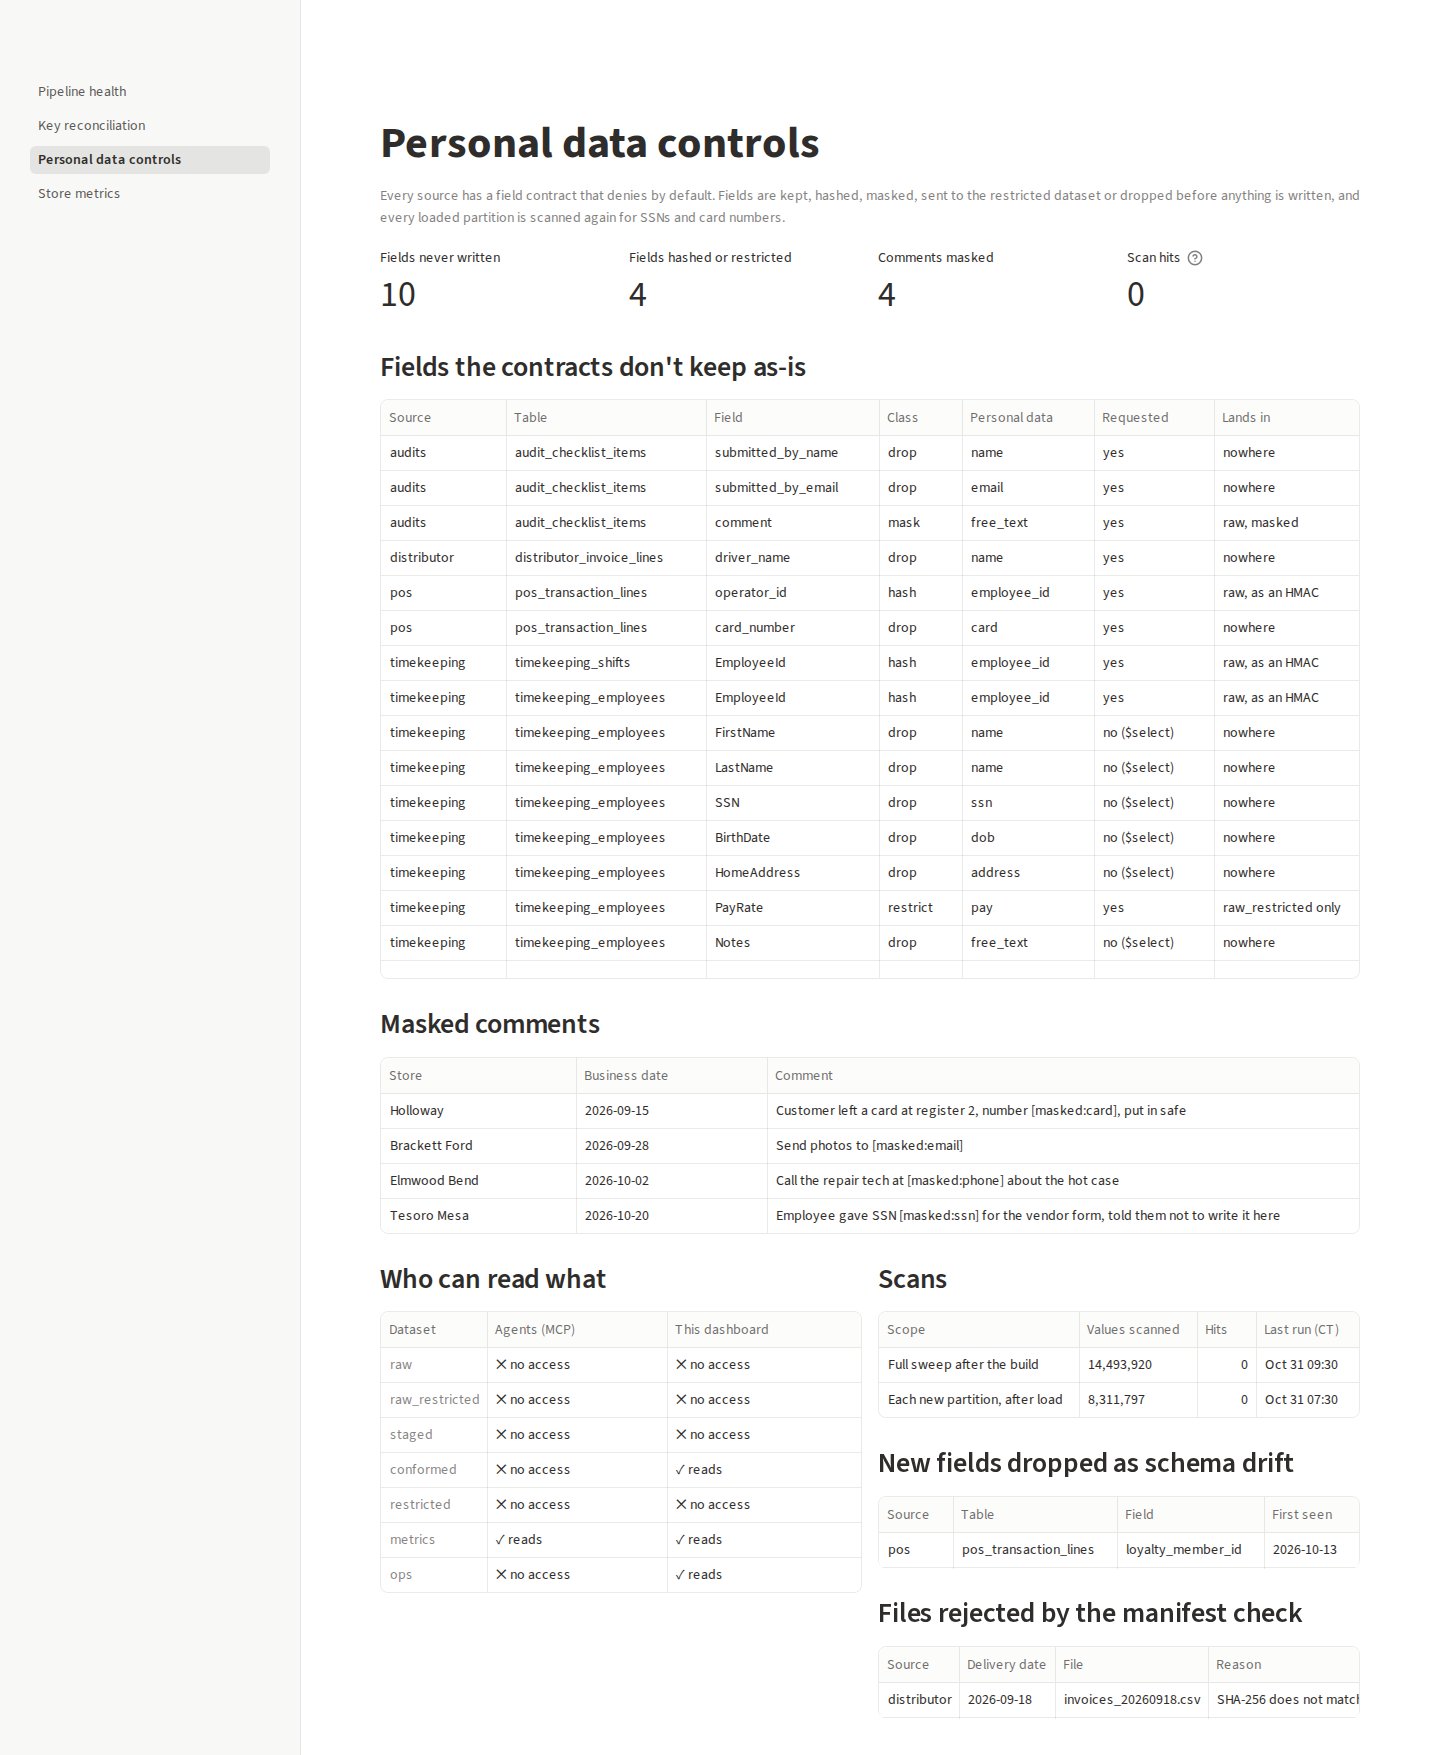 Pipeline health
Key reconciliation
Personal data controls
Store metrics
Personal data controls
Every source has a field contract that denies by default. Fields are kept, hashed, masked, sent to the restricted dataset or dropped before anything is written, and
every loaded partition is scanned again for SSNs and card numbers.
Fields never written Fields hashed or restricted Comments masked Scan hits
10 4 4 0
Fields the contracts don't keep as-is
Source Table Field Class Personal data Requested Lands in
audits audit_checklist_items submitted_by_name drop name yes nowhere
audits audit_checklist_items submitted_by_email drop email yes nowhere
audits audit_checklist_items comment mask free_text yes raw, masked
distributor distributor_invoice_lines driver_name drop name yes nowhere
pos pos_transaction_lines operator_id hash employee_id yes raw, as an HMAC
pos pos_transaction_lines card_number drop card yes nowhere
timekeeping timekeeping_shifts EmployeeId hash employee_id yes raw, as an HMAC
timekeeping timekeeping_employees EmployeeId hash employee_id yes raw, as an HMAC
timekeeping timekeeping_employees FirstName drop name no ($select) nowhere
timekeeping timekeeping_employees LastName drop name no ($select) nowhere
timekeeping timekeeping_employees SSN drop ssn no ($select) nowhere
timekeeping timekeeping_employees BirthDate drop dob no ($select) nowhere
timekeeping timekeeping_employees HomeAddress drop address no ($select) nowhere
timekeeping timekeeping_employees PayRate restrict pay yes raw_restricted only
timekeeping timekeeping_employees Notes drop free_text no ($select) nowhere
Masked comments
Store Business date Comment
Holloway 2026-09-15 Customer left a card at register 2, number [masked:card], put in safe
Brackett Ford 2026-09-28 Send photos to [masked:email]
Elmwood Bend 2026-10-02 Call the repair tech at [masked:phone] about the hot case
Tesoro Mesa 2026-10-20 Employee gave SSN [masked:ssn] for the vendor form, told them not to write it here
Who can read what
Dataset Agents (MCP) This dashboard
raw ✕ no access ✕ no access
raw_restricted ✕ no access ✕ no access
staged ✕ no access ✕ no access
conformed ✕ no access ✓ reads
restricted ✕ no access ✕ no access
metrics ✓ reads ✓ reads
ops ✕ no access ✓ reads
Scans
Scope Values scanned Hits Last run (CT)
Full sweep after the build 14,493,920 0 Oct 31 09:30
Each new partition, after load 8,311,797 0 Oct 31 07:30
New fields dropped as schema drift
Source Table Field First seen
pos pos_transaction_lines loyalty_member_id 2026-10-13
Files rejected by the manifest check
Source Delivery date File Reason
distributor 2026-09-18 invoices_20260918.csv SHA-256 does not match